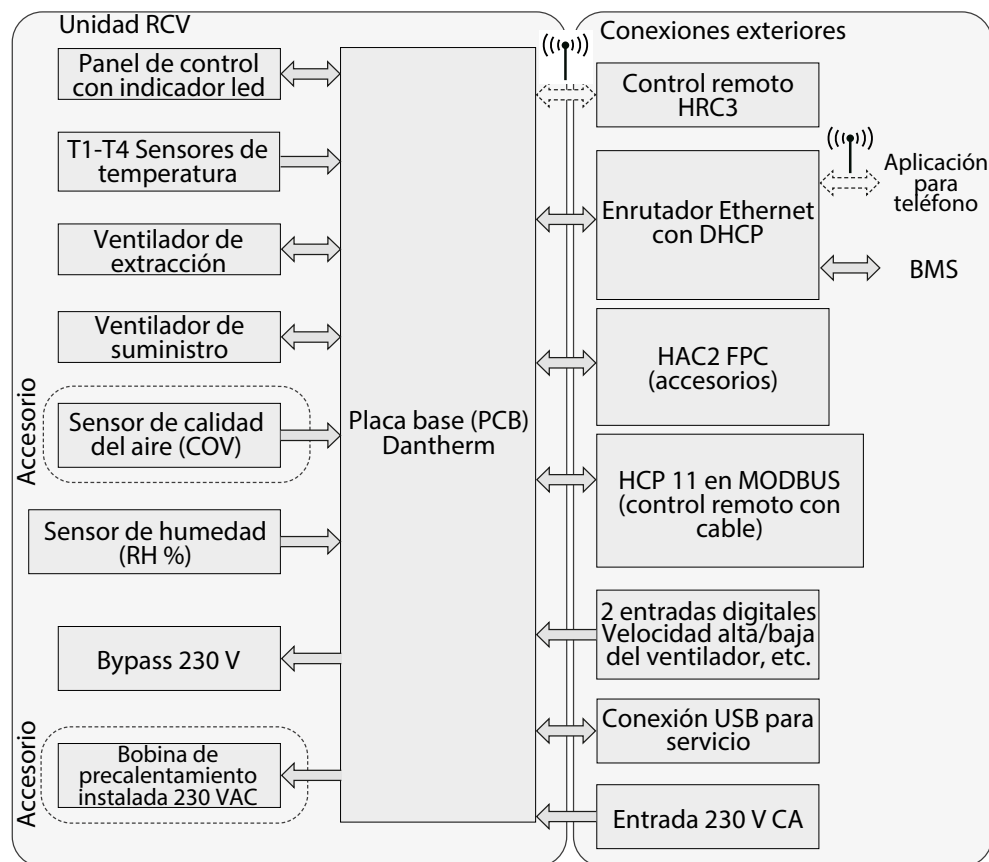 Unidad RCV
Panel de control
con indicador led
T1-T4 Sensores de
temperatura
Ventilador de
extracción
Ventilador de
suministro
Accesorio
Sensor de calidad
del aire (COV)
Sensor de humedad
(RH %)
Bypass 230 V
Accesorio
Bobina de
precalentamiento
instalada 230 VAC
Placa base (PCB)
Dantherm
Conexiones exteriores
Control remoto
HRC3
Enrutador Ethernet
con DHCP
Aplicación
para
teléfono
BMS
HAC2 FPC
(accesorios)
HCP 11 en MODBUS
(control remoto con
cable)
2 entradas digitales
Velocidad alta/baja
del ventilador, etc.
Conexión USB para
servicio
Entrada 230 V CA